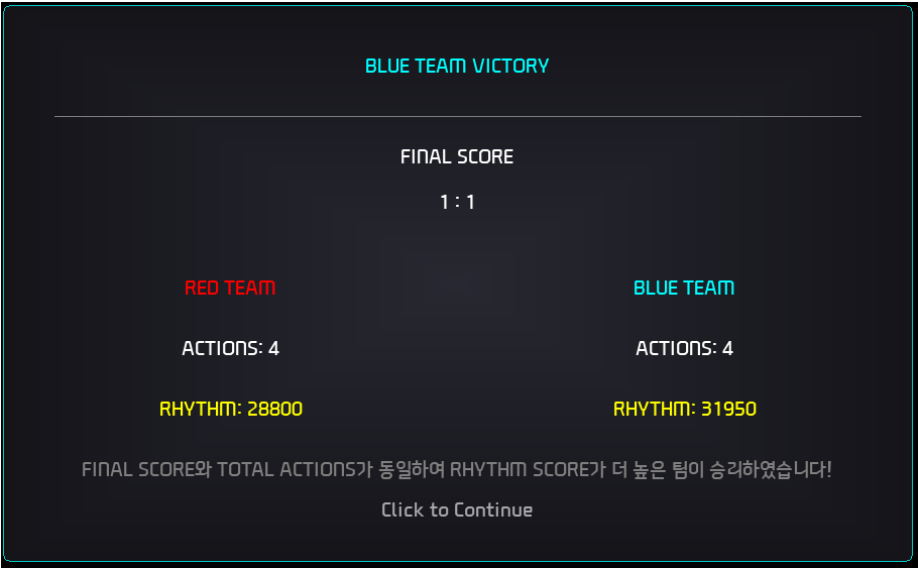 BLUE TEAM VICTORY
FINAL SCORE
1 : 1
RED TEAM
BLUE TEAM
ACTIONS: 4
ACTIONS: 4
RHYTHM: 28800
RHYTHM: 31950
FINAL SCORE와 TOTAL ACTIONS가 동일하여 RHYTHM SCORE가 더 높은 팀이 승리하였습니다!
Click to Continue